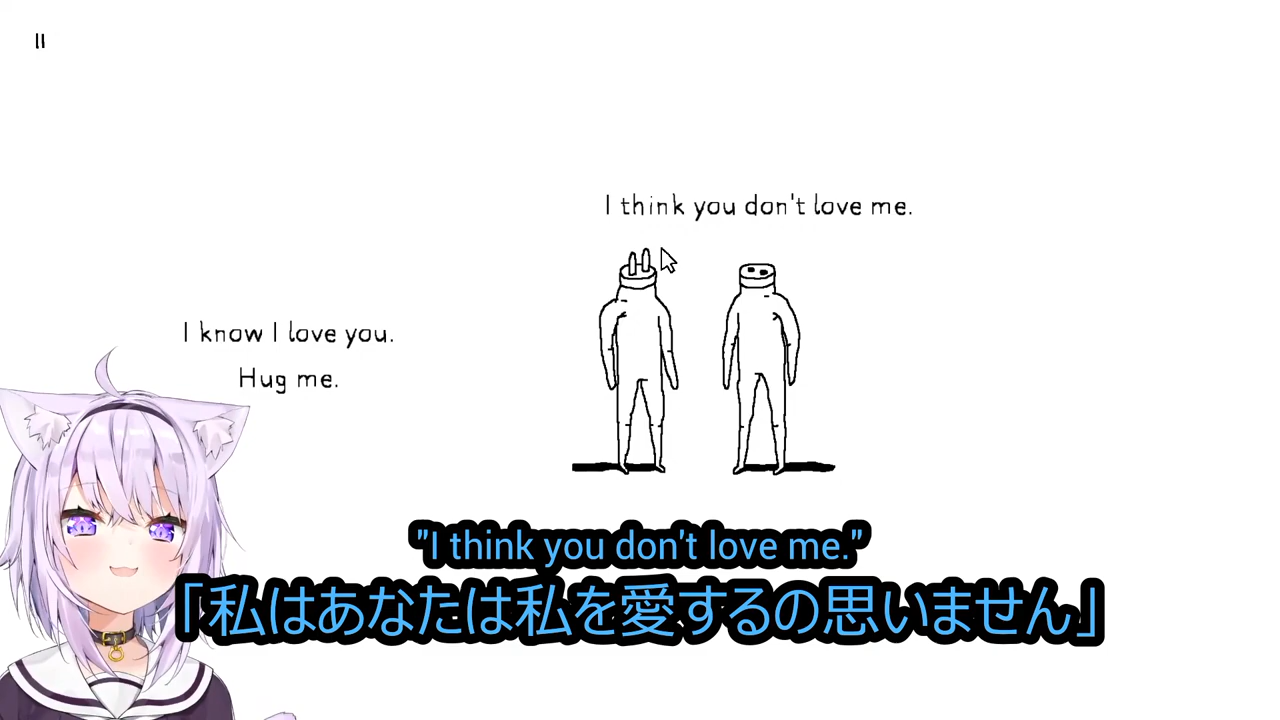 I think you don't love me.
I know I love you.
Hug me.
"I think you don't love me."
「私はあなたは私を愛するの思いません」